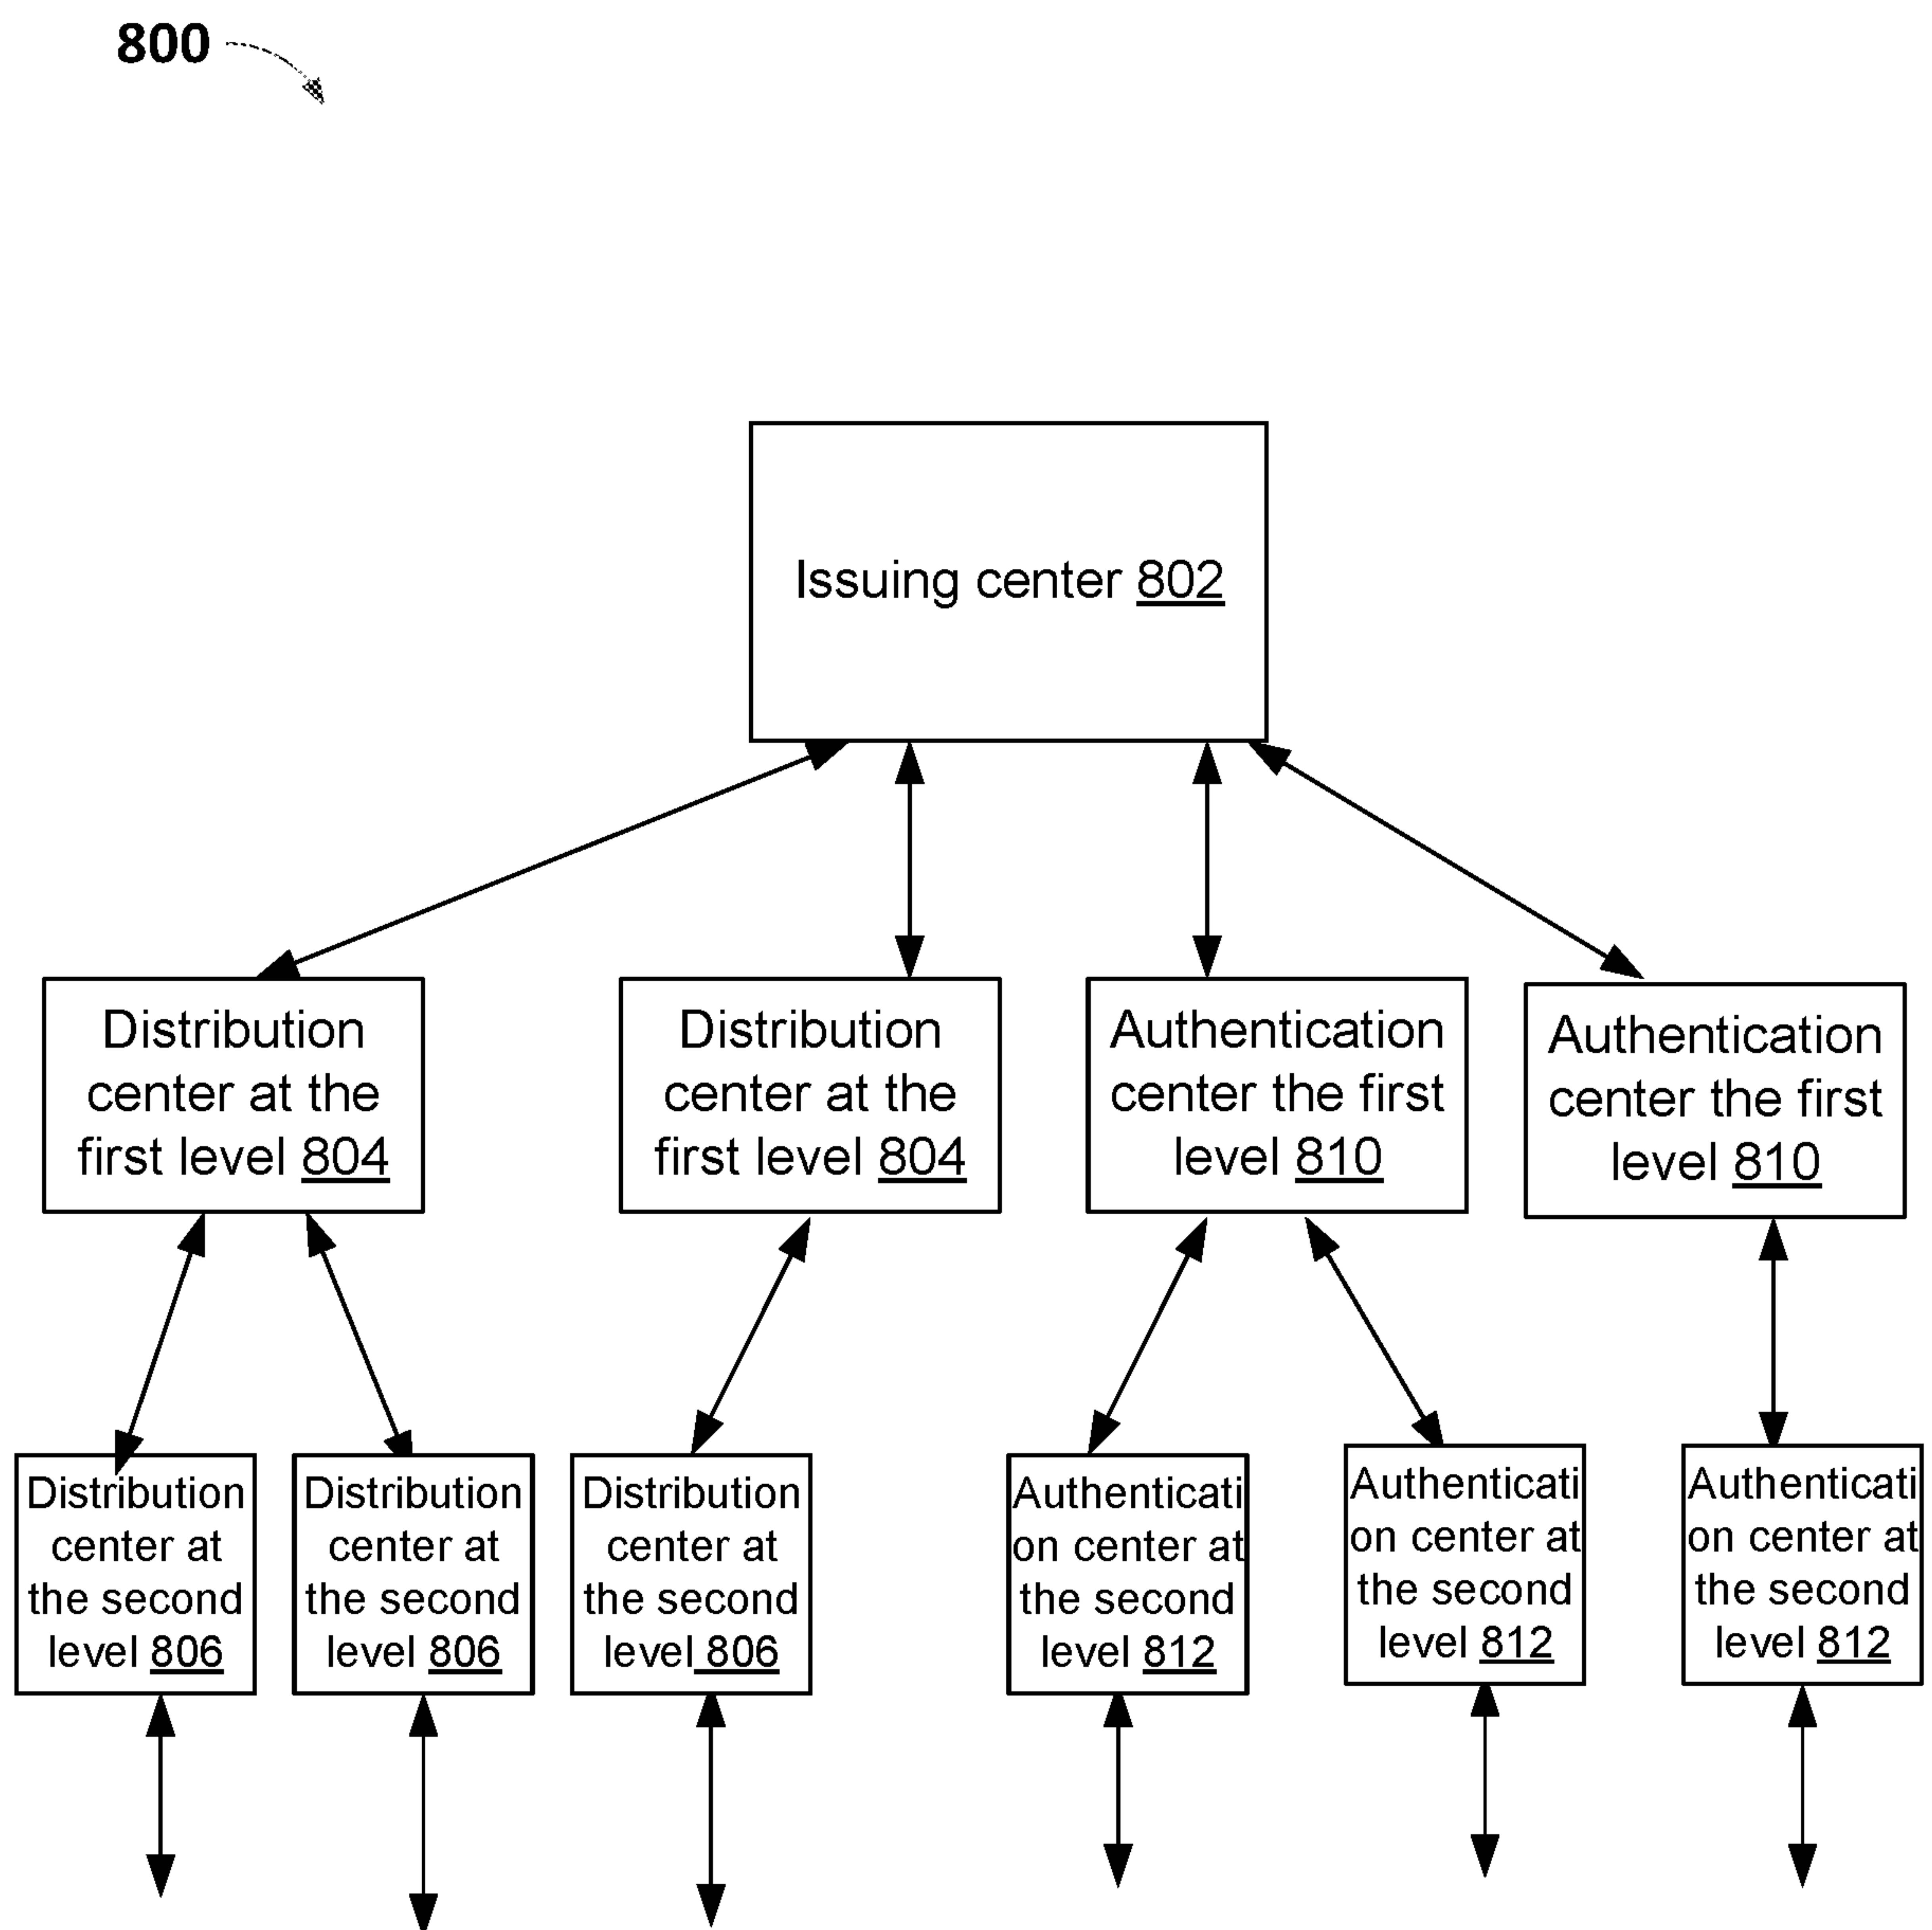 800
Issuing center 802
Distribution
center at the
first level 804
Distribution
center at the
first level 804
Authentication
center the first
level 810
Authentication
center the first
level 810
Distribution
center at
the second
level 806
Distribution
center at
the second
level 806
Distribution
center at
the second
level 806
Authenticati
on center at
the second
level 812
Authenticati
on center at
the second
level 812
Authenticati
on center at
the second
level 812